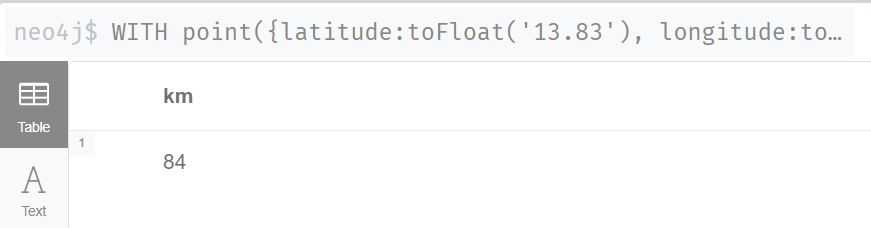 neo4j$ WITH point({latitude:toFloat('13.83'), longitude:to…
km
Table
1
84
A
Text